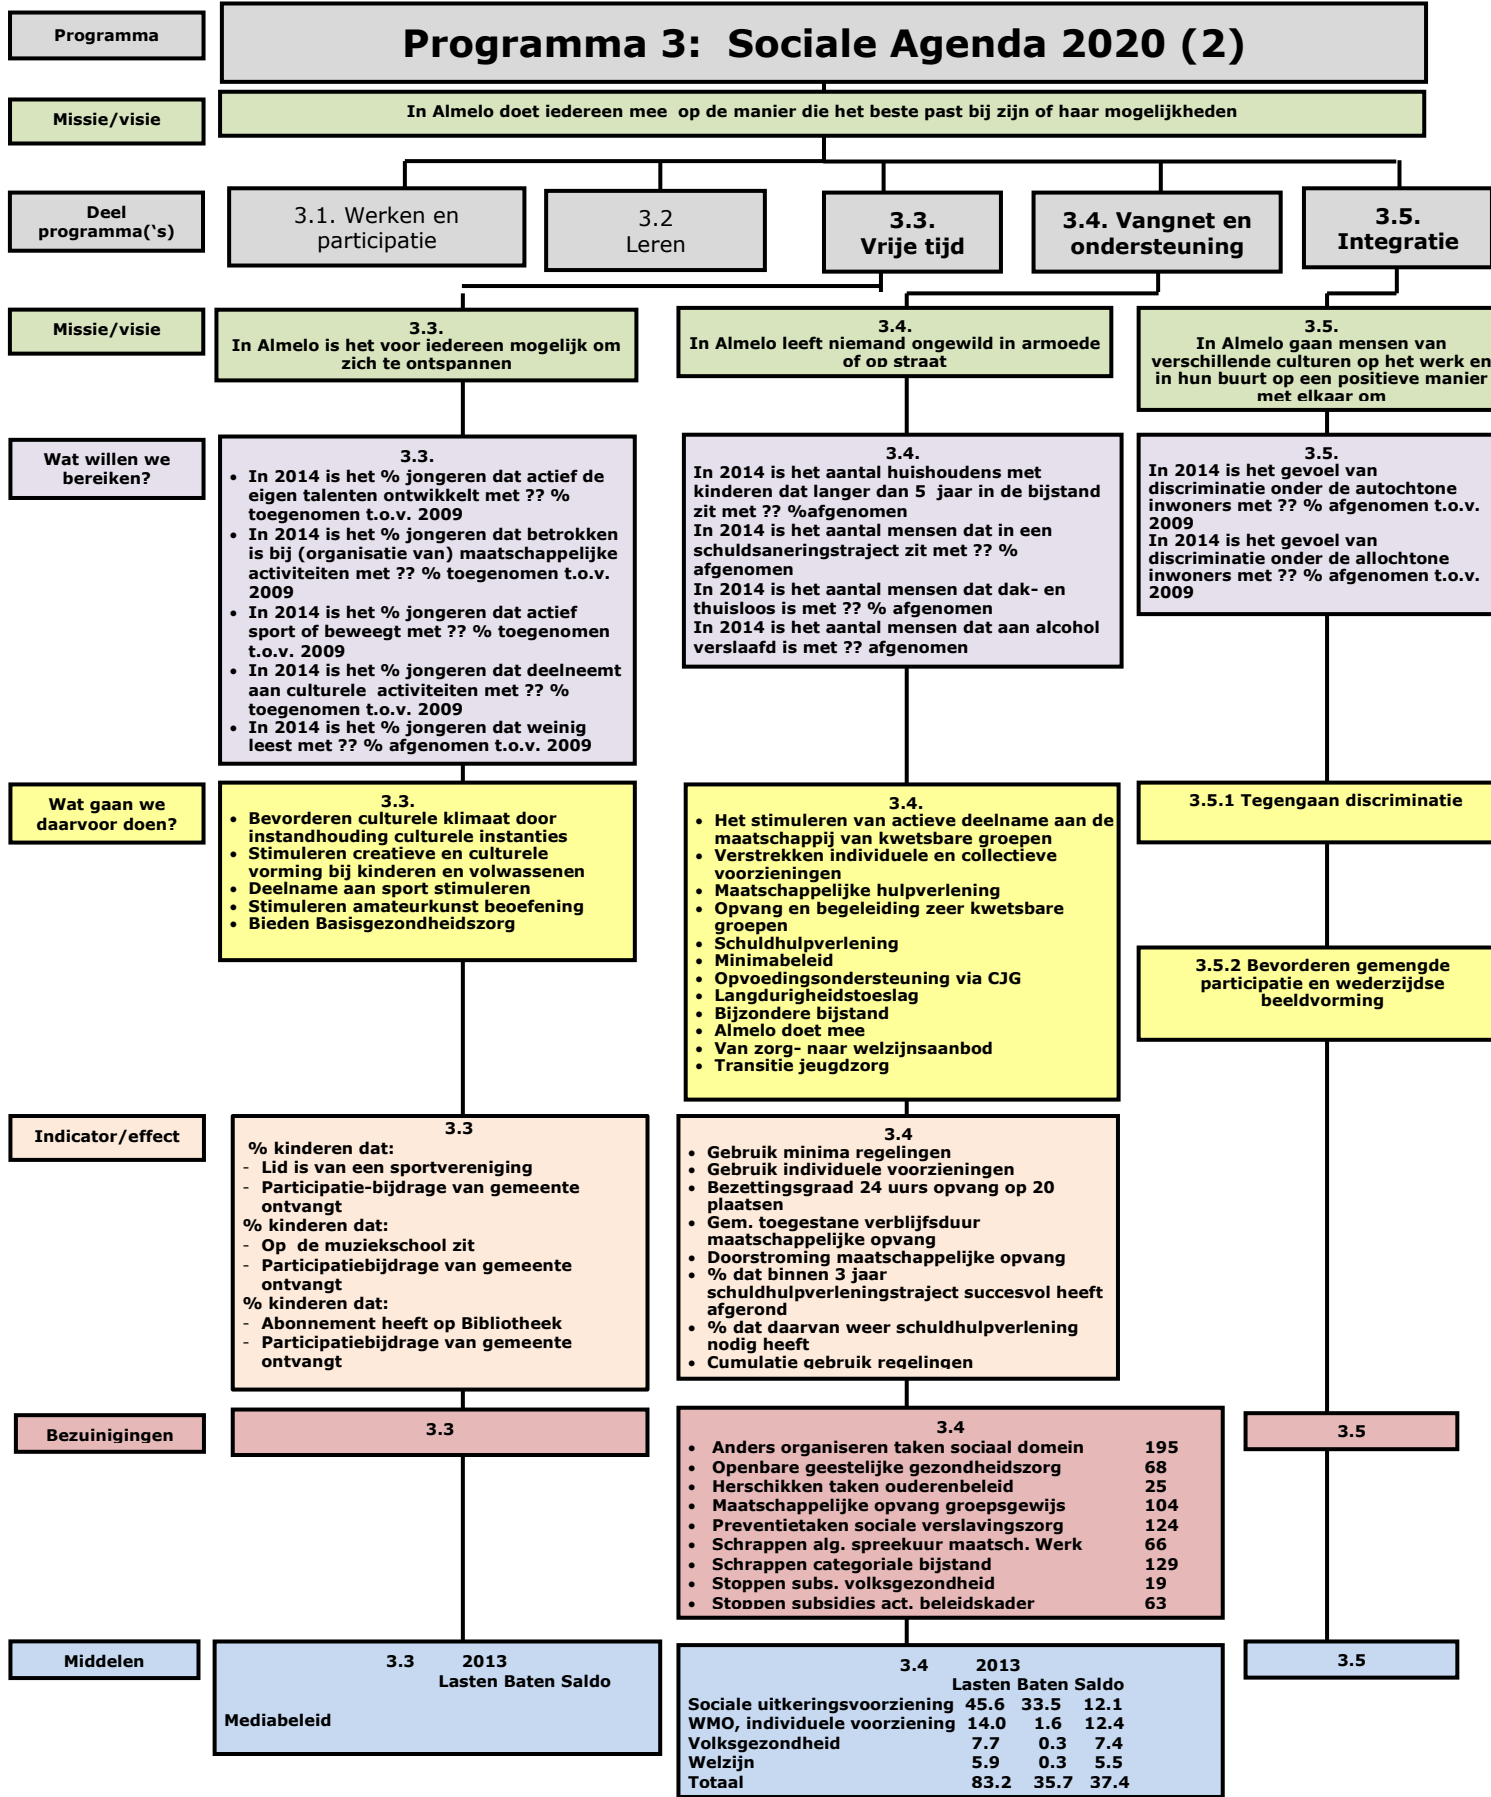 Programma
Programma 3: Sociale Agenda 2020 (2)
Missie/visie
In Almelo doet iedereen mee op de manier die het beste past bij zijn of haar mogelijkheden
Deel
programma('s)
3.1. Werken en
participatie
3.2
Leren
3.3.
Vrije tijd
3.4. Vangnet en
ondersteuning
3.5.
Integratie
Missie/visie
3.3.
In Almelo is het voor iedereen mogelijk om
zich te ontspannen
3.4.
In Almelo leeft niemand ongewild in armoede
of op straat
3.5.
In Almelo gaan mensen van
verschillende culturen op het werk en
in hun buurt op een positieve manier
met elkaar om
Wat willen we
bereiken?
3.3.
• In 2014 is het % jongeren dat actief de
eigen talenten ontwikkelt met ?? %
toegenomen t.o.v. 2009
• In 2014 is het % jongeren dat betrokken
is bij (organisatie van) maatschappelijke
activiteiten met ?? % toegenomen t.o.v.
2009
• In 2014 is het % jongeren dat actief
sport of beweegt met ?? % toegenomen
t.o.v. 2009
• In 2014 is het % jongeren dat deelneemt
aan culturele activiteiten met ?? %
toegenomen t.o.v. 2009
• In 2014 is het % jongeren dat weinig
leest met ?? % afgenomen t.o.v. 2009
3.4.
In 2014 is het aantal huishoudens met
kinderen dat langer dan 5 jaar in de bijstand
zit met ?? %afgenomen
In 2014 is het aantal mensen dat in een
schuldsaneringstraject zit met ?? %
afgenomen
In 2014 is het aantal mensen dat dak- en
thuisloos is met ?? % afgenomen
In 2014 is het aantal mensen dat aan alcohol
verslaafd is met ?? afgenomen
3.5.
In 2014 is het gevoel van
discriminatie onder de autochtone
inwoners met ?? % afgenomen t.o.v.
2009
In 2014 is het gevoel van
discriminatie onder de allochtone
inwoners met ?? % afgenomen t.o.v.
2009
Wat gaan we
daarvoor doen?
3.3.
• Bevorderen culturele klimaat door
instandhouding culturele instanties
• Stimuleren creatieve en culturele
vorming bij kinderen en volwassenen
• Deelname aan sport stimuleren
• Stimuleren amateurkunst beoefening
• Bieden Basisgezondheidszorg
3.4.
• Het stimuleren van actieve deelname aan de
maatschappij van kwetsbare groepen
• Verstrekken individuele en collectieve
voorzieningen
• Maatschappelijke hulpverlening
• Opvang en begeleiding zeer kwetsbare
groepen
• Schuldhulpverlening
• Minimabeleid
• Opvoedingsondersteuning via CJG
• Langdurigheidstoeslag
• Bijzondere bijstand
• Almelo doet mee
• Van zorg- naar welzijnsaanbod
• Transitie jeugdzorg
3.5.1 Tegengaan discriminatie
3.5.2 Bevorderen gemengde
participatie en wederzijdse
beeldvorming
Indicator/effect
3.3
% kinderen dat:
- Lid is van een sportvereniging
- Participatie-bijdrage van gemeente
ontvangt
% kinderen dat:
- Op de muziekschool zit
- Participatiebijdrage van gemeente
ontvangt
% kinderen dat:
- Abonnement heeft op Bibliotheek
- Participatiebijdrage van gemeente
ontvangt
3.4
• Gebruik minima regelingen
• Gebruik individuele voorzieningen
• Bezettingsgraad 24 uurs opvang op 20
plaatsen
• Gem. toegestane verblijfsduur
maatschappelijke opvang
• Doorstroming maatschappelijke opvang
• % dat binnen 3 jaar
schuldhulpverleningstraject succesvol heeft
afgerond
• % dat daarvan weer schuldhulpverlening
nodig heeft
• Cumulatie gebruik regelingen
Bezuinigingen
3.3
3.4
• Anders organiseren taken sociaal domein 195
• Openbare geestelijke gezondheidszorg 68
• Herschikken taken ouderenbeleid 25
• Maatschappelijke opvang groepsgewijs 104
• Preventietaken sociale verslavingszorg 124
• Schrappen alg. spreekuur maatsch. Werk 66
• Schrappen categoriale bijstand 129
• Stoppen subs. volksgezondheid 19
• Stoppen subsidies act. beleidskader 63
3.5
Middelen
3.3 2013
Lasten Baten Saldo
Mediabeleid
3.4 2013
Lasten Baten Saldo
Sociale uitkeringsvoorziening 45.6 33.5 12.1
WMO, individuele voorziening 14.0 1.6 12.4
Volksgezondheid 7.7 0.3 7.4
Welzijn 5.9 0.3 5.5
Totaal 83.2 35.7 37.4
3.5